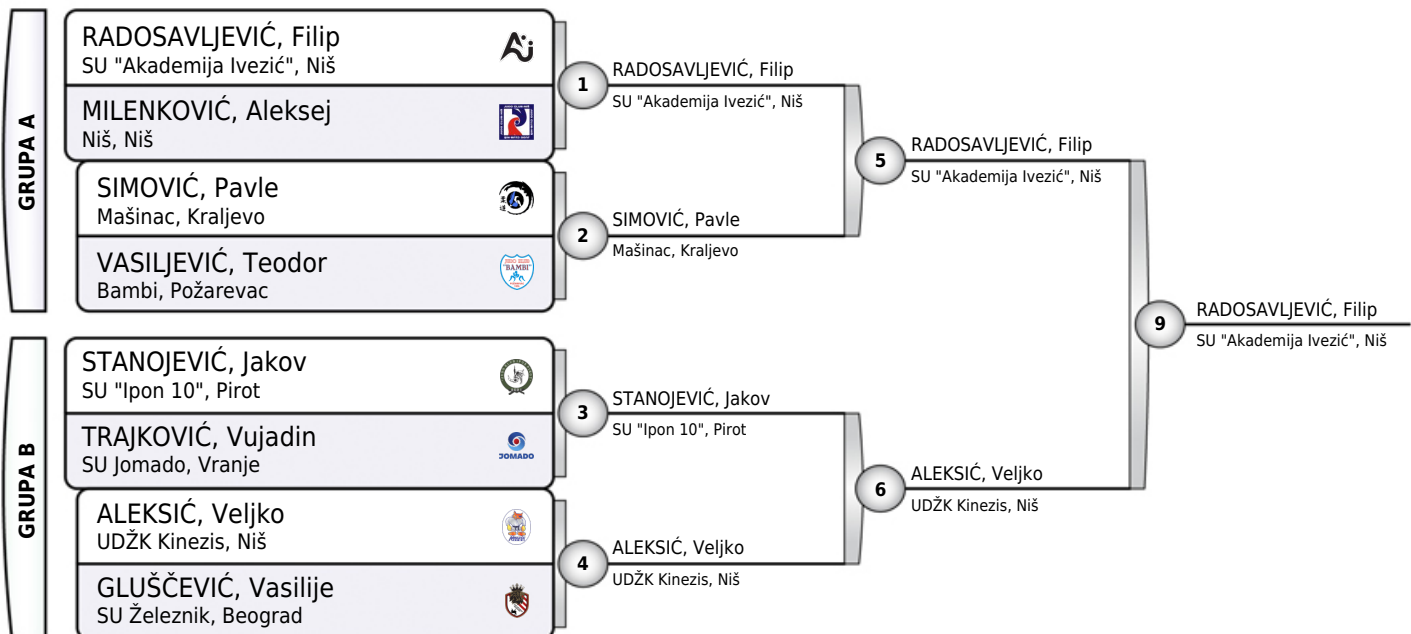 GRUPA A
RADOSAVLJEVIĆ, Filip
SU "Akademija Ivezić", Niš
MILENKOVIĆ, Aleksej
Niš, Niš
SIMOVIĆ, Pavle
Mašinac, Kraljevo
VASILJEVIĆ, Teodor
Bambi, Požarevac
GRUPA B
STANOJEVIĆ, Jakov
SU "Ipon 10", Pirot
TRAJKOVIĆ, Vujadin
SU Jomado, Vranje
JOMADO
ALEKSIĆ, Veljko
UDŽK Kinezis, Niš
GLUŠČEVIĆ, Vasilije
SU Železnik, Beograd
1
RADOSAVLJEVIĆ, Filip
SU "Akademija Ivezić", Niš
2
SIMOVIĆ, Pavle
Mašinac, Kraljevo
3
STANOJEVIĆ, Jakov
SU "Ipon 10", Pirot
4
ALEKSIĆ, Veljko
UDŽK Kinezis, Niš
5
RADOSAVLJEVIĆ, Filip
SU "Akademija Ivezić", Niš
6
ALEKSIĆ, Veljko
UDŽK Kinezis, Niš
9
RADOSAVLJEVIĆ, Filip
SU "Akademija Ivezić", Niš